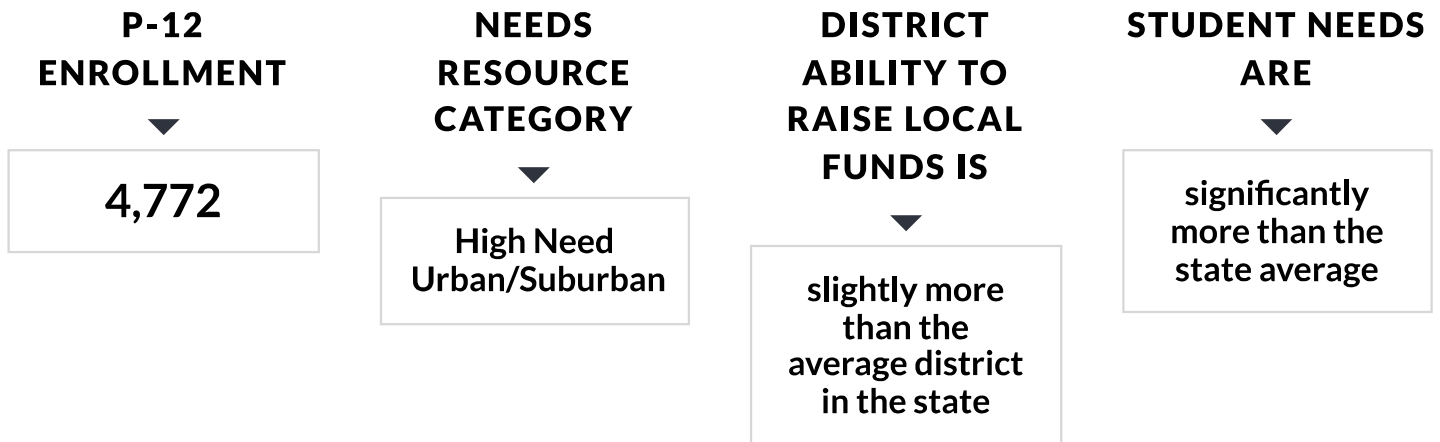 P-12
ENROLLMENT
4,772
NEEDS
RESOURCE
CATEGORY
High Need
Urban/Suburban
DISTRICT
ABILITY TO
RAISE LOCAL
FUNDS IS
slightly more
than the
average district
in the state
STUDENT NEEDS
ARE
significantly
more than the
state average